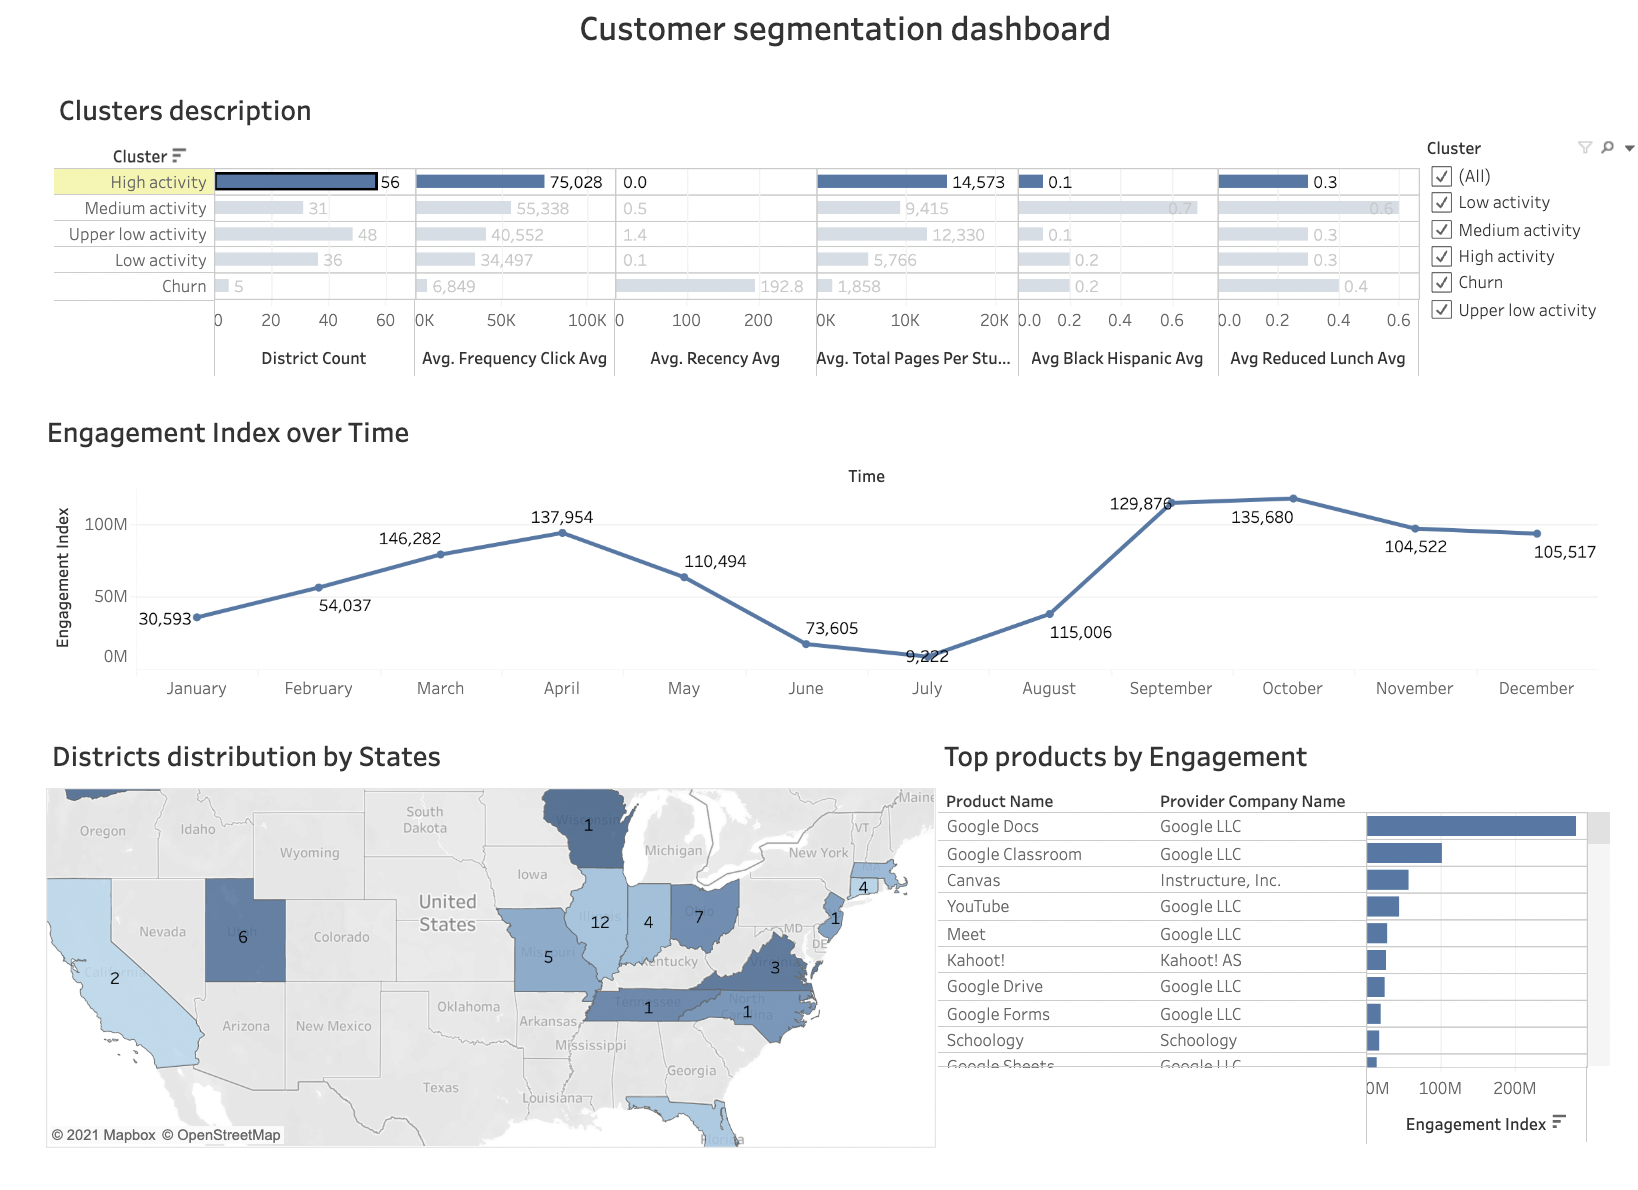 Customer segmentation dashboard
Clusters description
Cluster
High activity 56 75,028 0.0 14,573 0.1 0.3
Medium activity 31 55,338 0.5 9,415 0.7 0.6
Upper low activity 48 40,552 1.4 12,330 0.1 0.3
Low activity 36 34,497 0.1 5,766 0.2 0.3
Churn 5 6,849 192.8 1,858 0.2 0.4
0 20 40 60 0K 50K 100K 0 100 200 0K 10K 20K 0.0 0.2 0.4 0.6 0.0 0.2 0.4 0.6
District Count Avg. Frequency Click Avg Avg. Recency Avg Avg. Total Pages Per Stu... Avg Black Hispanic Avg Avg Reduced Lunch Avg
Cluster
(All)
Low activity
Medium activity
High activity
Churn
Upper low activity
Engagement Index over Time
Time
Engagement Index
100M
50M
0M
30,593
54,037
146,282
137,954
110,494
73,605
9,222
115,006
129,876
135,680
104,522
105,517
January February March April May June July August September October November December
Districts distribution by States
Oregon
Idaho
South
Dakota
Wyoming
Wisconsin
1
Michigan
Maine
VT
New York
MA
4
Iowa
United
States
Nevada
Utah
6
Colorado
Illinois
12
4
Ohio
7
1
MD
DE
California
2
Missouri
5
Kentucky
Virginia
3
Tennessee
1
North
Carolina
1
Arizona
New Mexico
Oklahoma
Arkansas
Mississippi
Georgia
Texas
Louisiana
Florida
© 2021 Mapbox © OpenStreetMap
Top products by Engagement
Product Name Provider Company Name
Google Docs Google LLC
Google Classroom Google LLC
Canvas Instructure, Inc.
YouTube Google LLC
Meet Google LLC
Kahoot! Kahoot! AS
Google Drive Google LLC
Google Forms Google LLC
Schoology Schoology
Google Sheets Google LLC
0M 100M 200M
Engagement Index